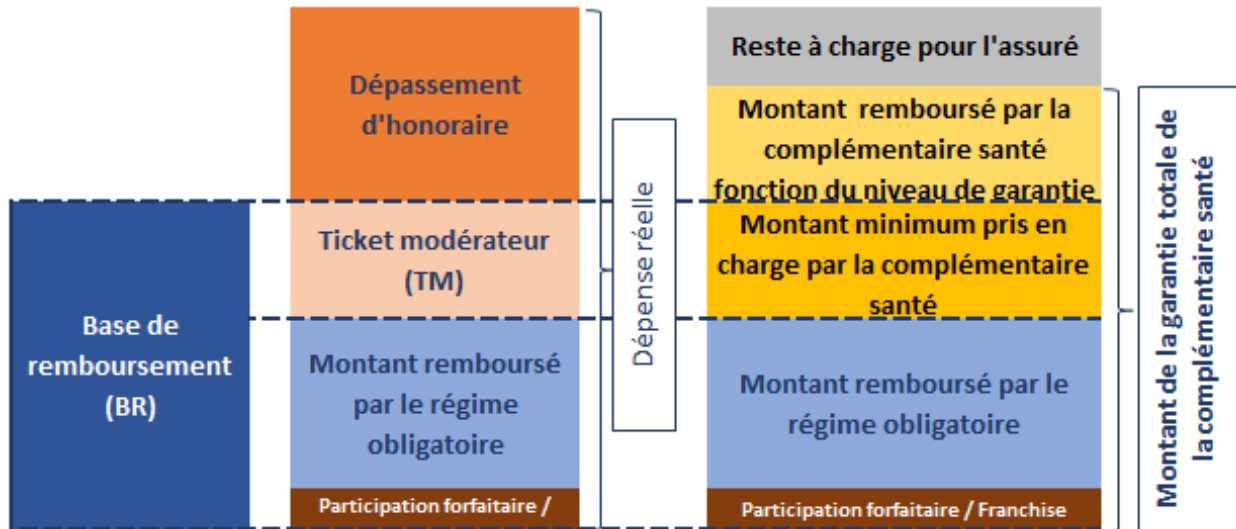 Base de
remboursement
(BR)
Dépassement
d'honoraire
Ticket modérateur
(TM)
Montant remboursé
par le régime
obligatoire
Participation forfaitaire /
Dépense réelle
Reste à charge pour l'assuré
Montant remboursé par la
complémentaire santé
fonction du niveau de garantie
Montant minimum pris en
charge par la complémentaire
santé
Montant remboursé par le
régime obligatoire
Participation forfaitaire / Franchise
Montant de la garantie totale de
la complémentaire santé